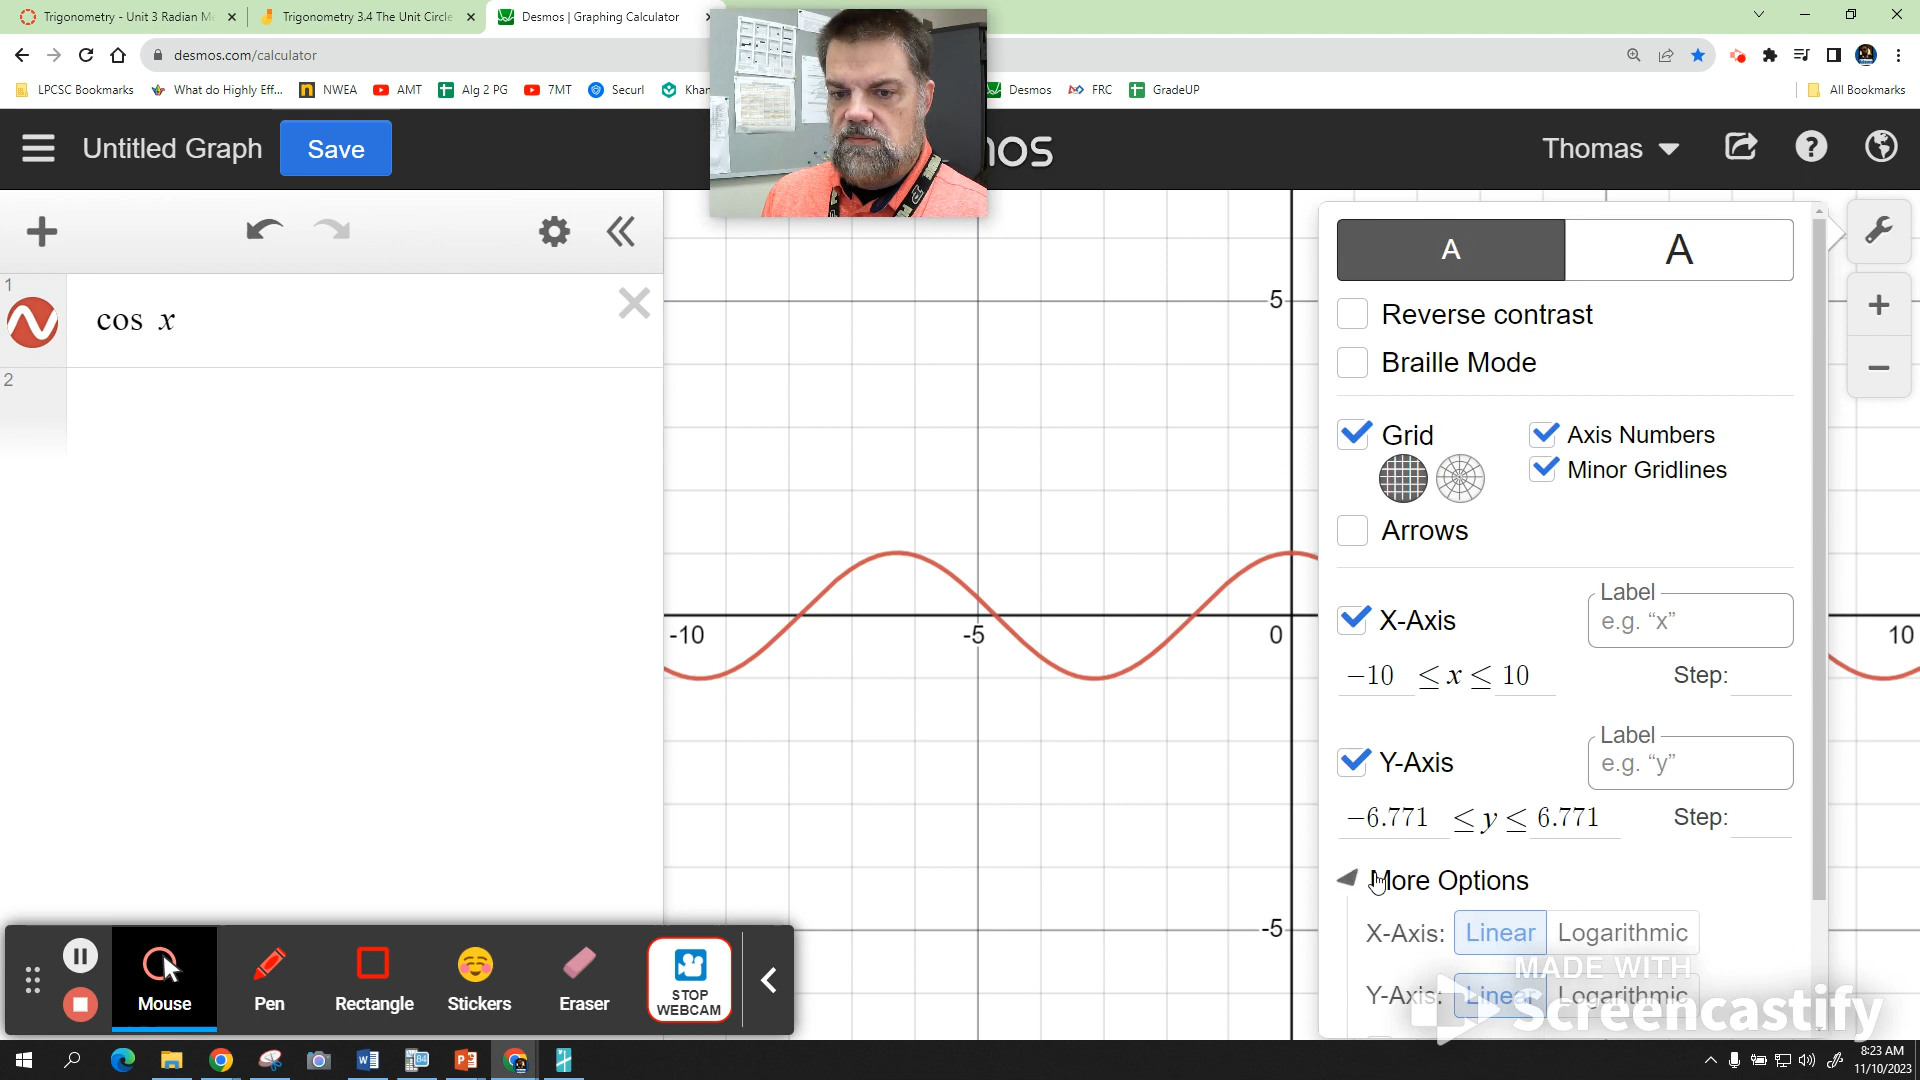 Trigonometry - Unit 3 Radian M
Trigonometry 3.4 The Unit Circle
Desmos | Graphing Calculator
desmos.com/calculator
LPCSC Bookmarks
What do Highly Eff...
NWEA
AMT
Alg 2 PG
7MT
Securl
Khan
Desmos
FRC
GradeUP
All Bookmarks
Untitled Graph
Save
mos
Thomas
1
cos x
2
5
-10
-5
0
10
-5
A
A
Reverse contrast
Braille Mode
Grid
Axis Numbers
Minor Gridlines
Arrows
X-Axis
Label
e.g. “x”
−10 ≤ x ≤ 10
Step:
Y-Axis
Label
e.g. “y”
−6.771 ≤ y ≤ 6.771
Step:
More Options
X-Axis:
Linear
Logarithmic
Y-Axis:
Linear
Logarithmic
MADE WITH
Screencastify
Mouse
Pen
Rectangle
Stickers
Eraser
STOP
WEBCAM
84
8:23 AM
11/10/2023